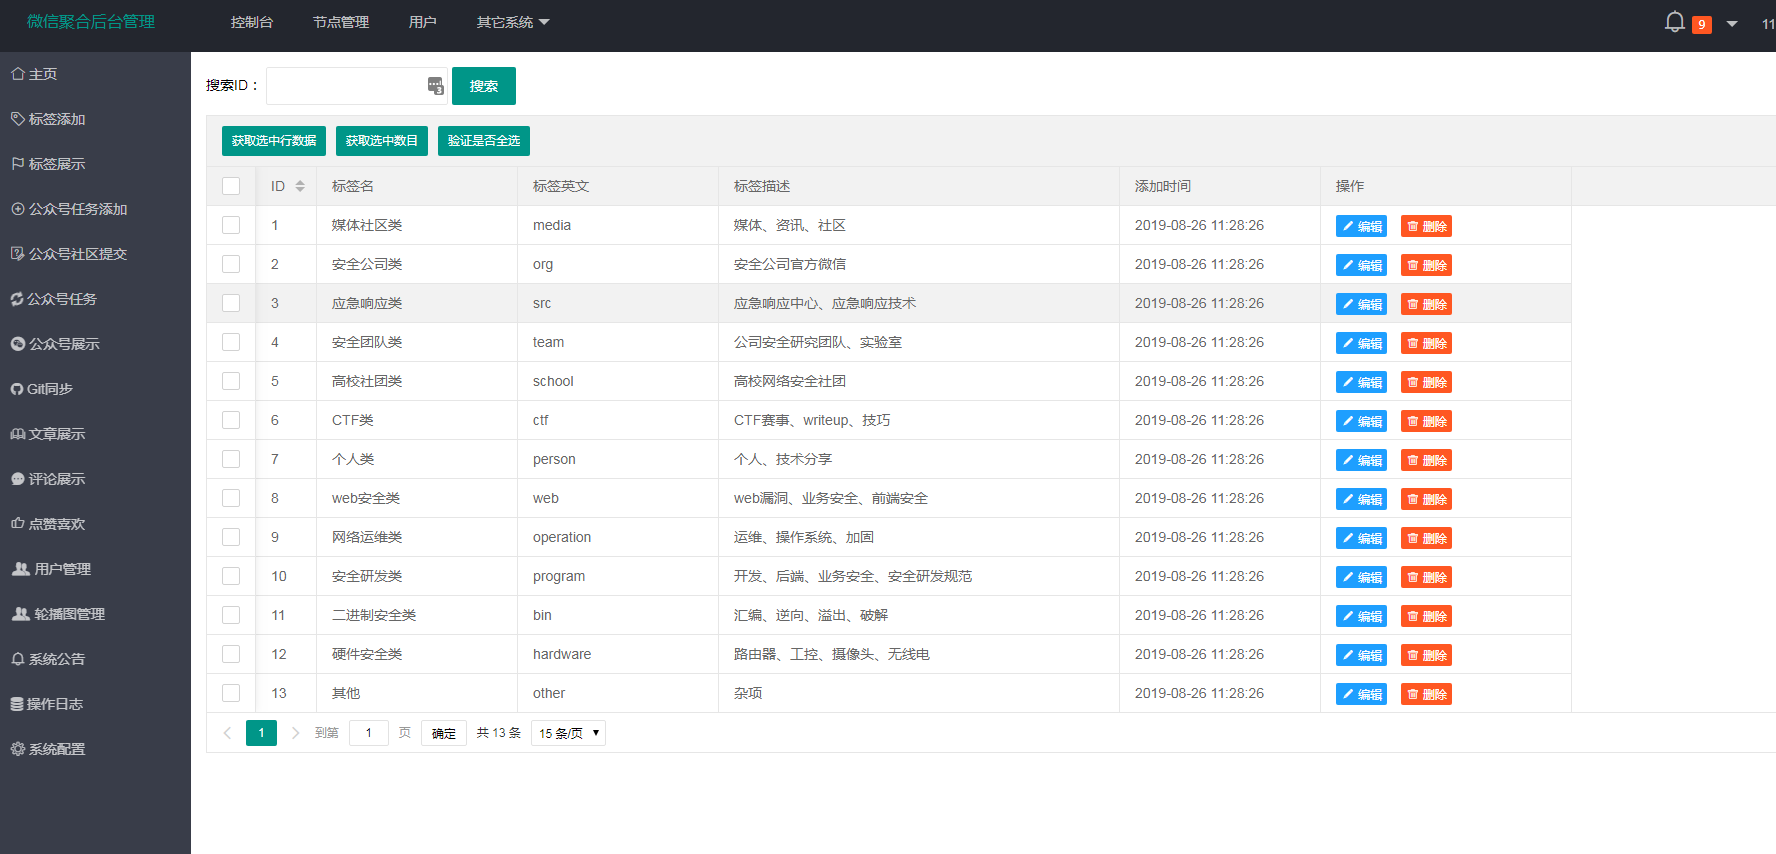 微信聚合后台管理 控制台 节点管理 用户 其它系统 9 11
主页
标签添加
标签展示
公众号任务添加
公众号社区提交
公众号任务
公众号展示
Git同步
文章展示
评论展示
点赞喜欢
用户管理
轮播图管理
系统公告
操作日志
系统配置
搜索ID： 3 搜索
获取选中行数据 获取选中数目 验证是否全选
ID 标签名 标签英文 标签描述 添加时间 操作
1 媒体社区类 media 媒体、资讯、社区 2019-08-26 11:28:26 编辑 删除
2 安全公司类 org 安全公司官方微信 2019-08-26 11:28:26 编辑 删除
3 应急响应类 src 应急响应中心、应急响应技术 2019-08-26 11:28:26 编辑 删除
4 安全团队类 team 公司安全研究团队、实验室 2019-08-26 11:28:26 编辑 删除
5 高校社团类 school 高校网络安全社团 2019-08-26 11:28:26 编辑 删除
6 CTF类 ctf CTF赛事、writeup、技巧 2019-08-26 11:28:26 编辑 删除
7 个人类 person 个人、技术分享 2019-08-26 11:28:26 编辑 删除
8 web安全类 web web漏洞、业务安全、前端安全 2019-08-26 11:28:26 编辑 删除
9 网络运维类 operation 运维、操作系统、加固 2019-08-26 11:28:26 编辑 删除
10 安全研发类 program 开发、后端、业务安全、安全研发规范 2019-08-26 11:28:26 编辑 删除
11 二进制安全类 bin 汇编、逆向、溢出、破解 2019-08-26 11:28:26 编辑 删除
12 硬件安全类 hardware 路由器、工控、摄像头、无线电 2019-08-26 11:28:26 编辑 删除
13 其他 other 杂项 2019-08-26 11:28:26 编辑 删除
1 到第 1 页 确定 共 13 条 15 条/页